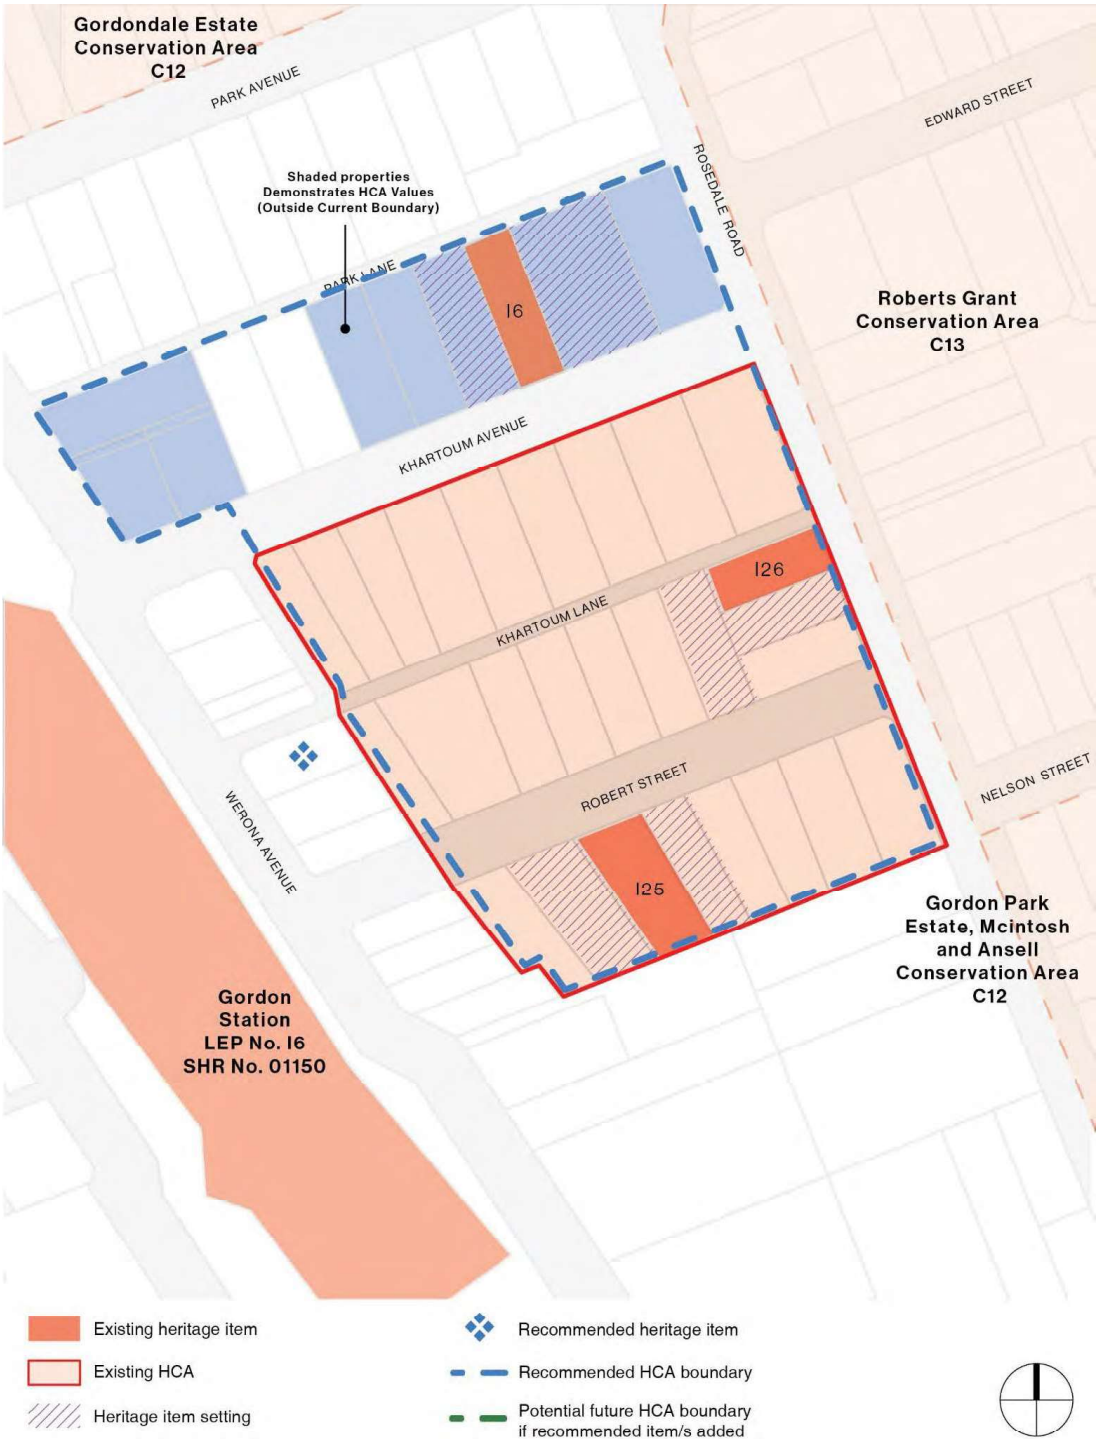 Gordondale Estate
Conservation Area
C12
PARK AVENUE
EDWARD STREET
ROSEDALE ROAD
Shaded properties
Demonstrates HCA Values
(Outside Current Boundary)
PARK LANE
I6
Roberts Grant
Conservation Area
C13
KHARTOUM AVENUE
I26
KHARTOUM LANE
ROBERT STREET
NELSON STREET
WERONA AVENUE
I25
Gordon Park
Estate, Mcintosh
and Ansell
Conservation Area
C12
Gordon
Station
LEP No. I6
SHR No. 01150
Existing heritage item
Recommended heritage item
Existing HCA
Recommended HCA boundary
Heritage item setting
Potential future HCA boundary
if recommended item/s added